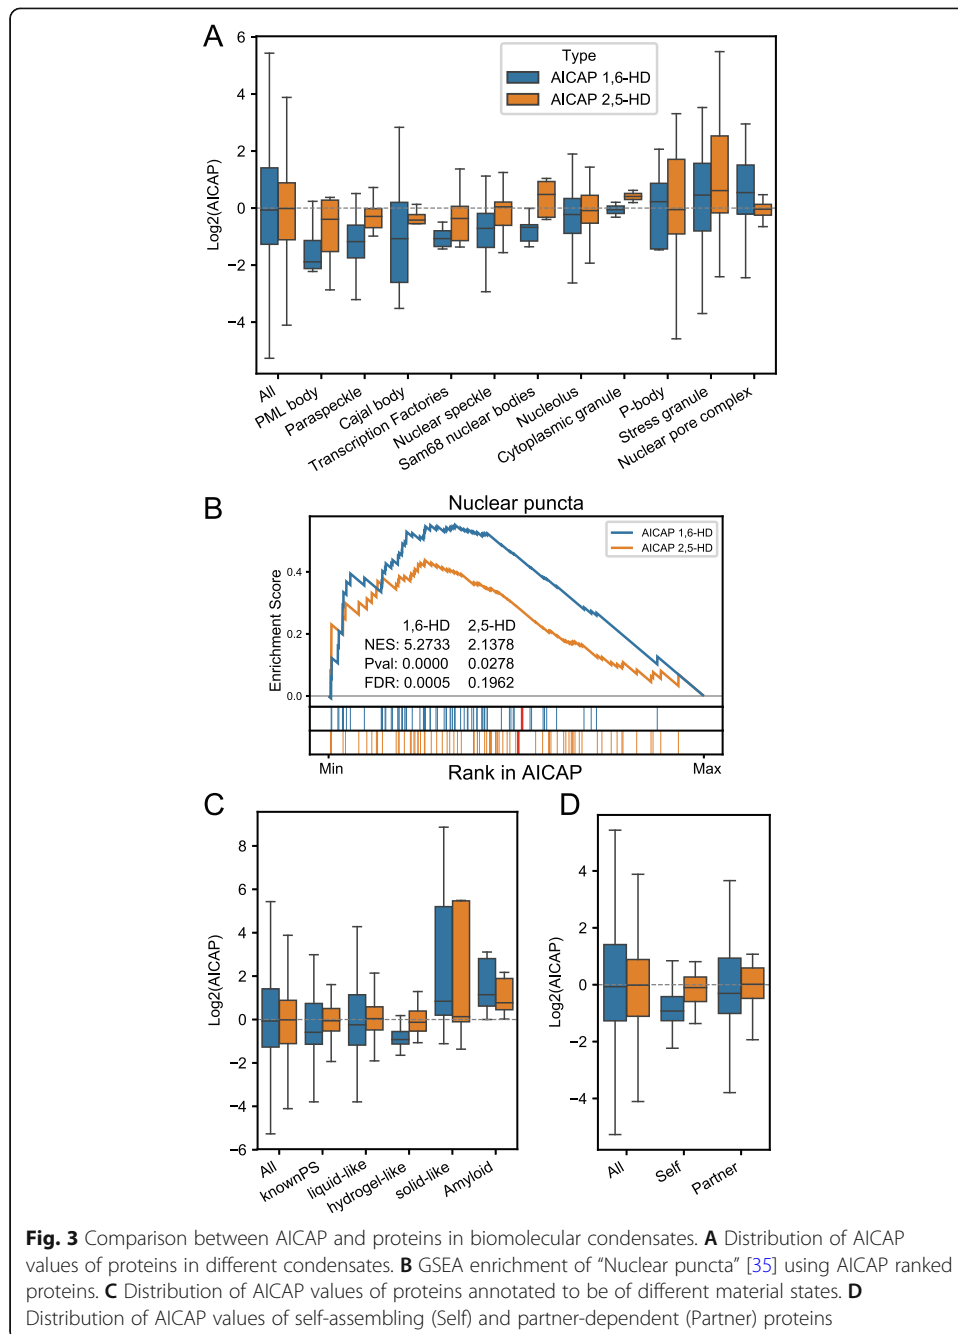 A
6
4
2
0
−2
−4
Log2(AICAP)
Type
AICAP 1,6-HD
AICAP 2,5-HD
All
PML body
Paraspeckle
Cajal body
Transcription Factories
Nuclear speckle
Sam68 nuclear bodies
Nucleolus
Cytoplasmic granule
P-body
Stress granule
Nuclear pore complex
B
Nuclear puncta
AICAP 1,6-HD
AICAP 2,5-HD
Enrichment Score
0.4
0.2
0.0
1,6-HD 2,5-HD
NES: 5.2733 2.1378
Pval: 0.0000 0.0278
FDR: 0.0005 0.1962
Min Max
Rank in AICAP
C
8
6
4
2
0
−2
−4
−6
Log2(AICAP)
All
knownPS
liquid-like
hydrogel-like
solid-like
Amyloid
D
4
2
0
−2
−4
Log2(AICAP)
All
Self
Partner
Fig. 3 Comparison between AICAP and proteins in biomolecular condensates. A Distribution of AICAP
values of proteins in different condensates. B GSEA enrichment of “Nuclear puncta” [35] using AICAP ranked
proteins. C Distribution of AICAP values of proteins annotated to be of different material states. D
Distribution of AICAP values of self-assembling (Self) and partner-dependent (Partner) proteins